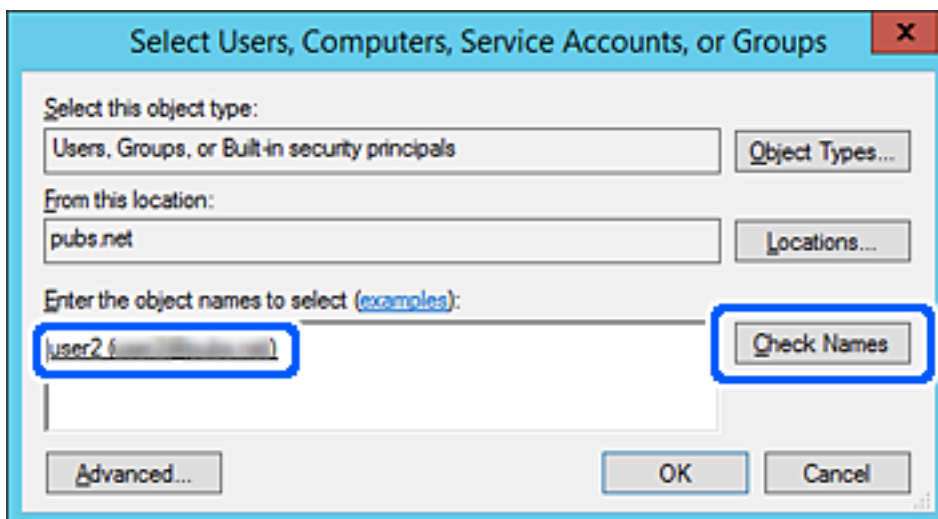 Select Users, Computers, Service Accounts, or Groups
x
Select this object type:
Users, Groups, or Built-in security principals
Object Types...
From this location:
pubs.net
Locations...
Enter the object names to select (examples):
user2 (
)
Check Names
Advanced...
OK
Cancel